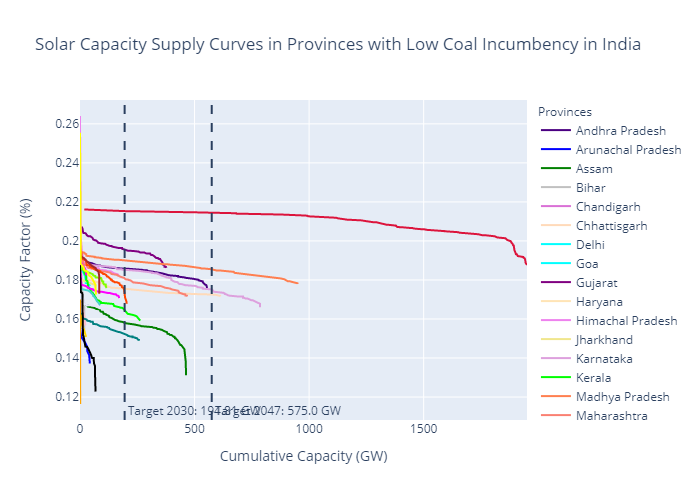 Solar Capacity Supply Curves in Provinces with Low Coal Incumbency in India
Provinces
Andhra Pradesh
Arunachal Pradesh
Assam
Bihar
Chandigarh
Chhattisgarh
Delhi
Goa
Gujarat
Haryana
Himachal Pradesh
Jharkhand
Karnataka
Kerala
Madhya Pradesh
Maharashtra
Capacity Factor (%)
0.26
0.24
0.22
0.2
0.18
0.16
0.14
0.12
Target 2030: 194.81 GW
Target 2047: 575.0 GW
0
500
1000
1500
Cumulative Capacity (GW)